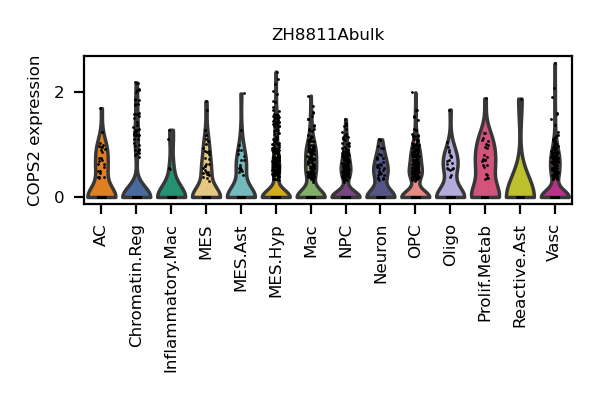 ZH8811Abulk
COPS2 expression
2
0
AC
Chromatin.Reg
Inflammatory.Mac
MES
MES.Ast
MES.Hyp
Mac
NPC
Neuron
OPC
Oligo
Prolif.Metab
Reactive.Ast
Vasc